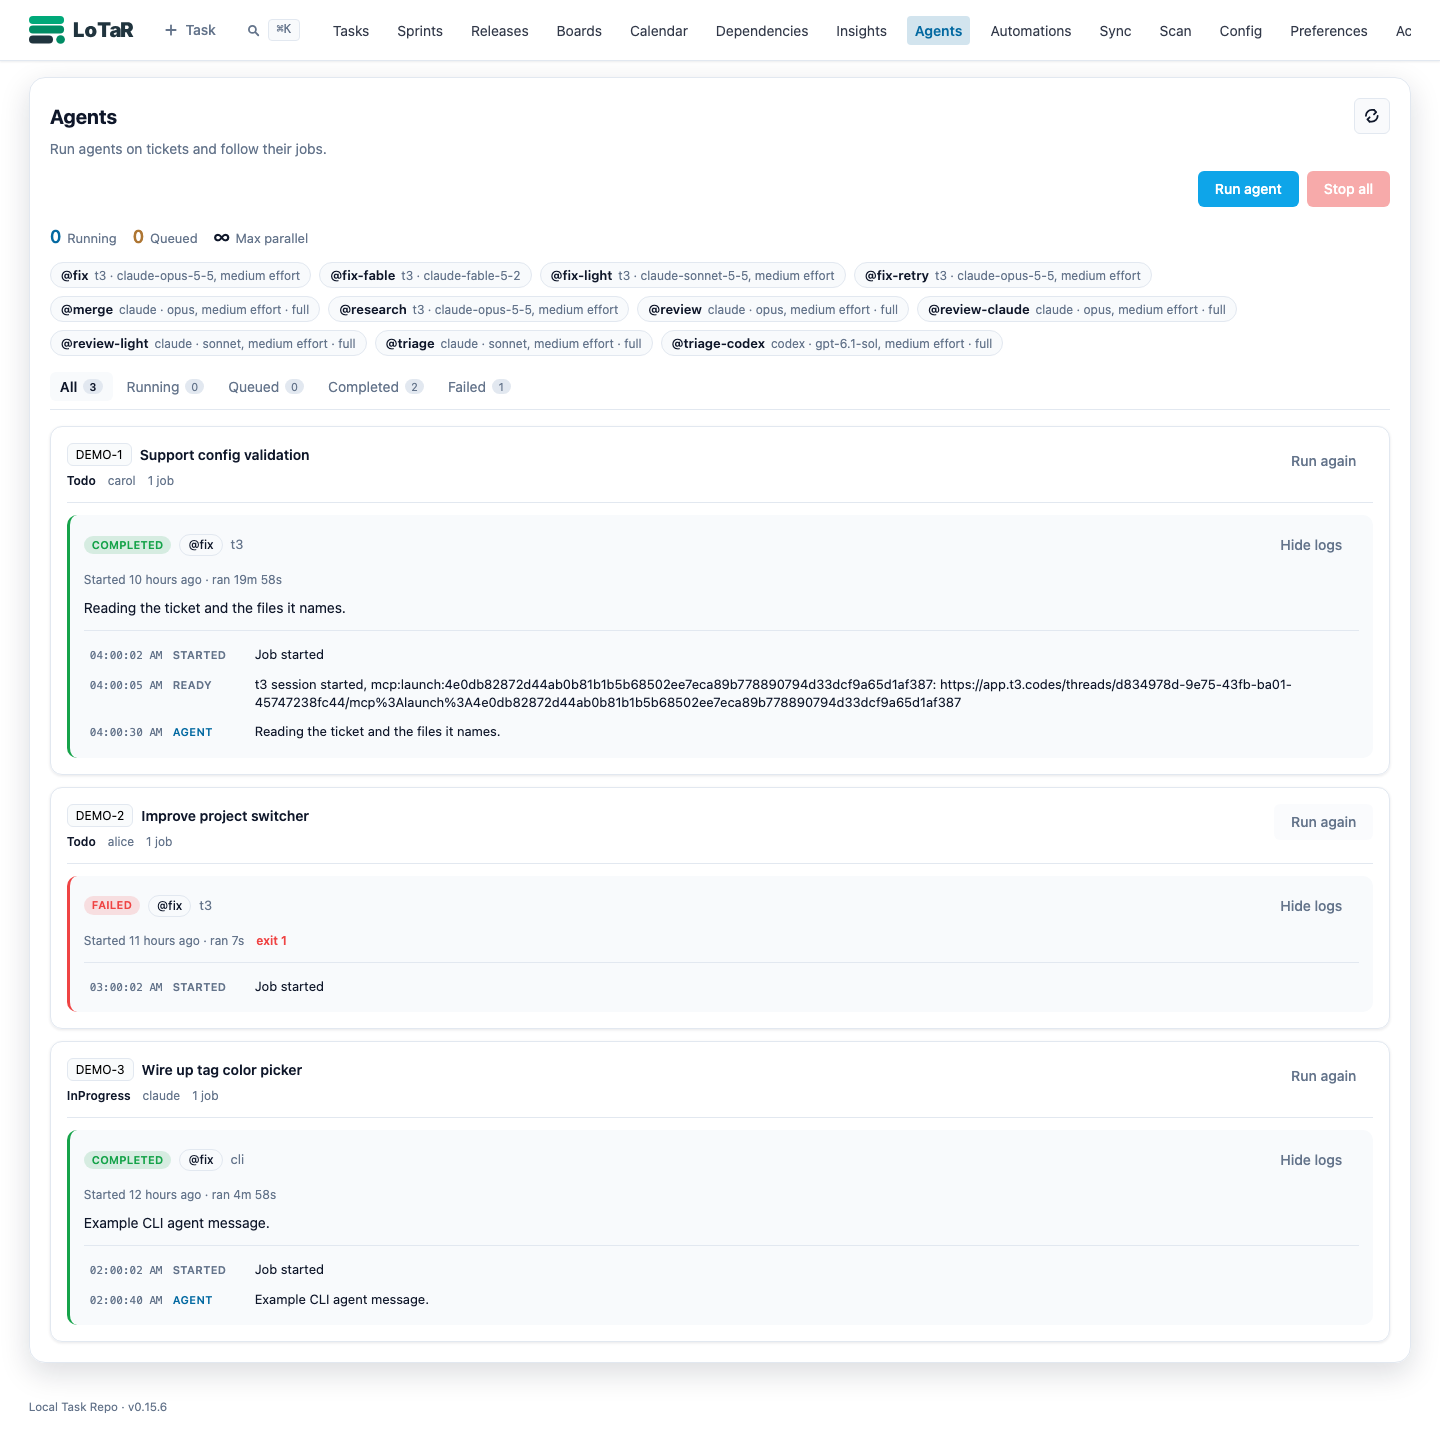 LoTaR
Task
⌘K
Tasks
Sprints
Releases
Boards
Calendar
Dependencies
Insights
Agents
Automations
Sync
Scan
Config
Preferences
Ac
Agents
Run agents on tickets and follow their jobs.
Run agent
Stop all
0 Running 0 Queued ∞ Max parallel
@fix t3 · claude-opus-5-5, medium effort
@fix-fable t3 · claude-fable-5-2
@fix-light t3 · claude-sonnet-5-5, medium effort
@fix-retry t3 · claude-opus-5-5, medium effort
@merge claude · opus, medium effort · full
@research t3 · claude-opus-5-5, medium effort
@review claude · opus, medium effort · full
@review-claude claude · opus, medium effort · full
@review-light claude · sonnet, medium effort · full
@triage claude · sonnet, medium effort · full
@triage-codex codex · gpt-6.1-sol, medium effort · full
All 3
Running 0
Queued 0
Completed 2
Failed 1
DEMO-1 Support config validation
Run again
Todo carol 1 job
COMPLETED @fix t3
Hide logs
Started 10 hours ago · ran 19m 58s
Reading the ticket and the files it names.
04:00:02 AM STARTED Job started
04:00:05 AM READY t3 session started, mcp:launch:4e0db82872d44ab0b81b1b5b68502ee7eca89b778890794d33dcf9a65d1af387: https://app.t3.codes/threads/d834978d-9e75-43fb-ba01-
45747238fc44/mcp%3Alaunch%3A4e0db82872d44ab0b81b1b5b68502ee7eca89b778890794d33dcf9a65d1af387
04:00:30 AM AGENT Reading the ticket and the files it names.
DEMO-2 Improve project switcher
Run again
Todo alice 1 job
FAILED @fix t3
Hide logs
Started 11 hours ago · ran 7s exit 1
03:00:02 AM STARTED Job started
DEMO-3 Wire up tag color picker
Run again
InProgress claude 1 job
COMPLETED @fix cli
Hide logs
Started 12 hours ago · ran 4m 58s
Example CLI agent message.
02:00:02 AM STARTED Job started
02:00:40 AM AGENT Example CLI agent message.
Local Task Repo · v0.15.6